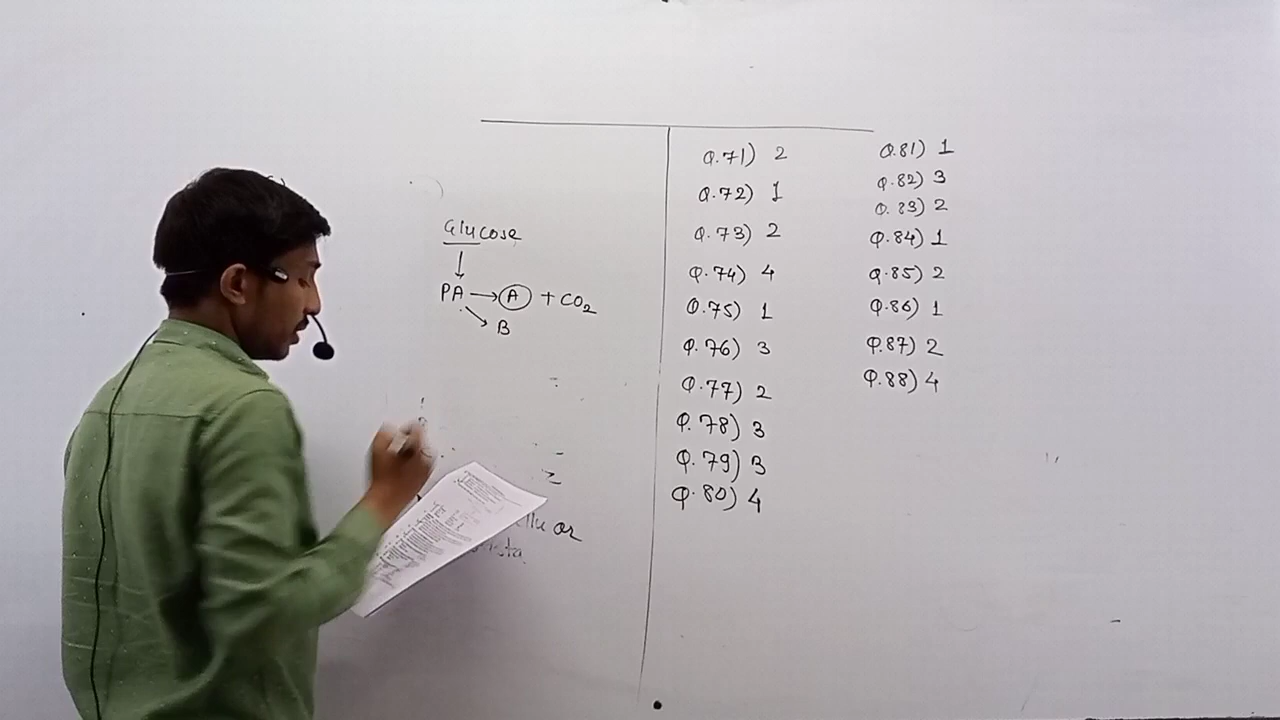 Glucose
PA → A + CO2
B
Q.71) 2
Q.72) 1
Q.73) 2
Q.74) 4
Q.75) 1
Q.76) 3
Q.77) 2
Q.78) 3
Q.79) 3
Q.80) 4
Q.81) 1
Q.82) 3
Q.83) 2
Q.84) 1
Q.85) 2
Q.86) 1
Q.87) 2
Q.88) 4